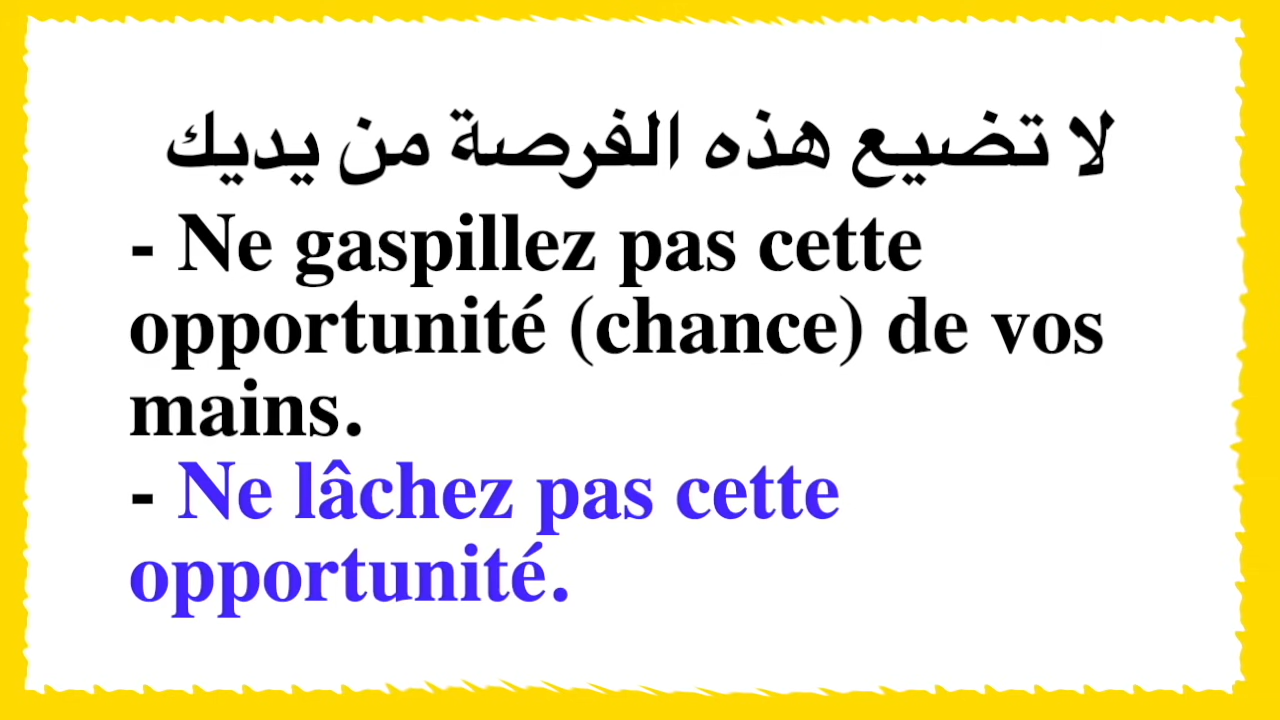 لا تضيع هذه الفرصة من يديك
- Ne gaspillez pas cette
opportunité (chance) de vos
mains.
- Ne lâchez pas cette
opportunité.